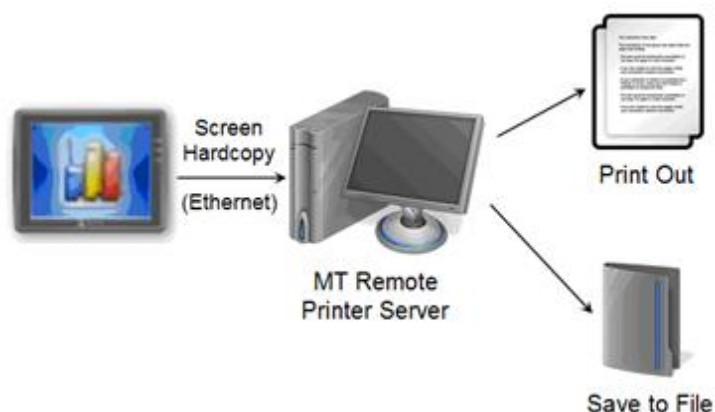 Screen
Hardcopy
(Ethernet)
MT Remote
Printer Server
Print Out
Save to File